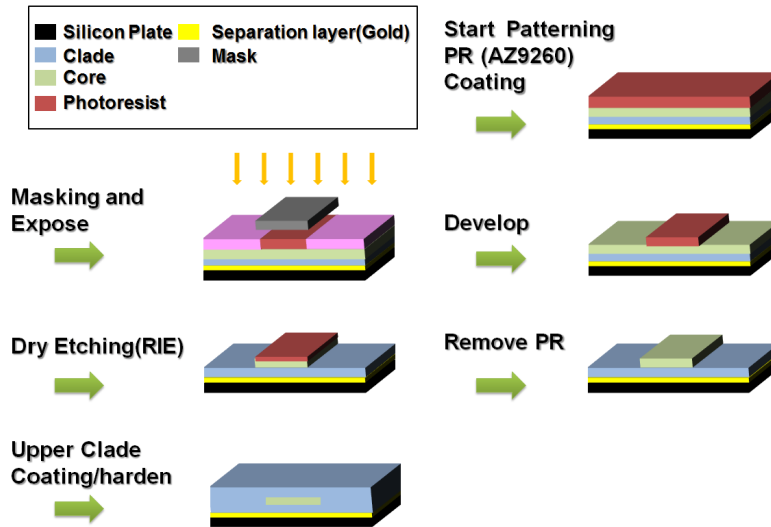 Silicon Plate
Separation layer(Gold)
Clade
Mask
Core
Photoresist
Start Patterning
PR (AZ9260)
Coating
Masking and
Expose
Develop
Dry Etching(RIE)
Remove PR
Upper Clade
Coating/harden